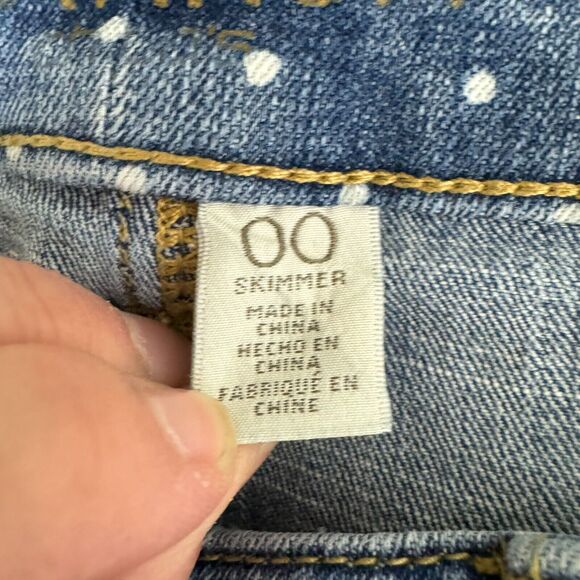 00
SKIMMER
MADE IN
CHINA
HECHO EN
CHINA
FABRIQUÉ EN
CHINE